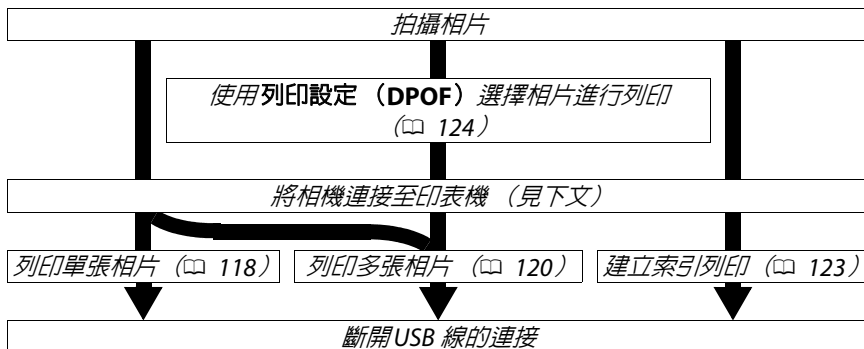 拍攝相片
使用列印設定 （DPOF）選擇相片進行列印
（🕮 124）
將相機連接至印表機 （見下文）
列印單張相片 （🕮 118）
列印多張相片 （🕮 120）
建立索引列印 （🕮 123）
斷開 USB 線的連接